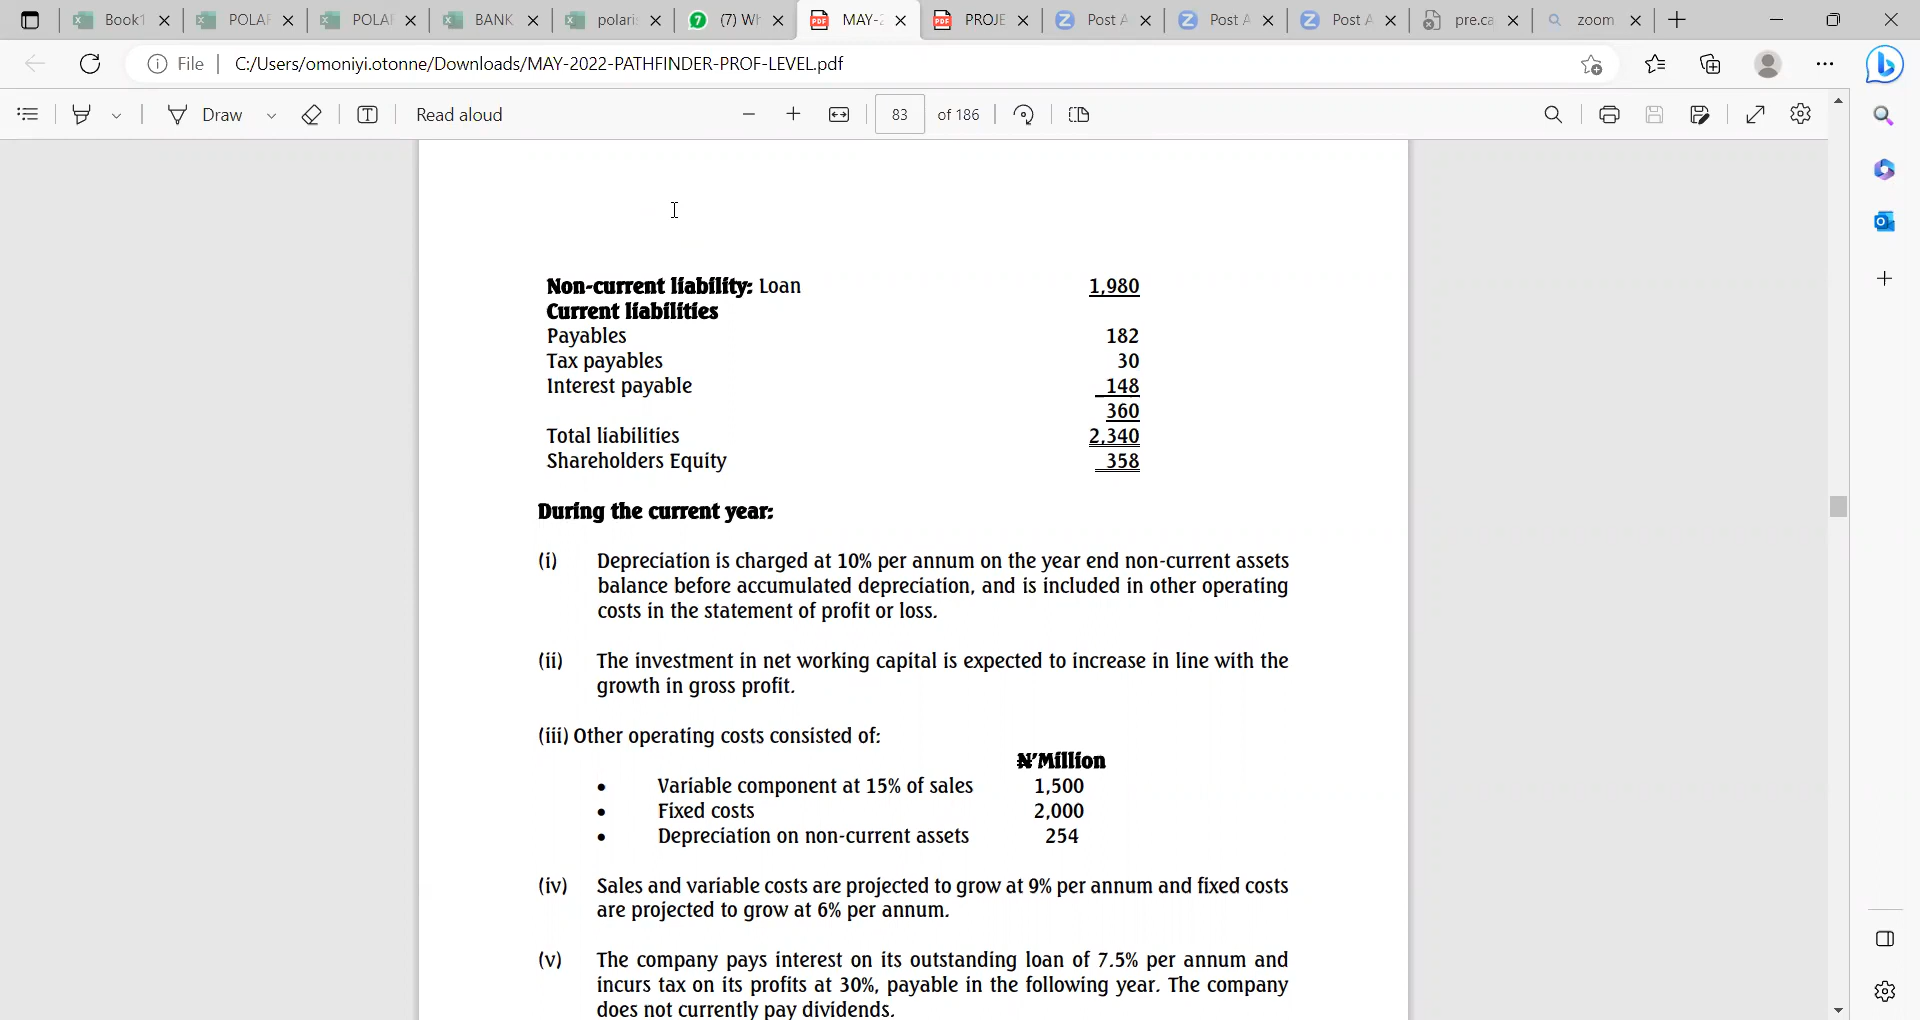 Book1 POLAF POLAF BANK polaris (7) Wh MAY-2 PROJE Post A Post A Post A pre.ca zoom
File C:/Users/omoniyi.otonne/Downloads/MAY-2022-PATHFINDER-PROF-LEVEL.pdf
Draw Read aloud 83 of 186
Non-current liability: Loan 1,980
Current liabilities
Payables 182
Tax payables 30
Interest payable 148
360
Total liabilities 2,340
Shareholders Equity 358
During the current year:
(i) Depreciation is charged at 10% per annum on the year end non-current assets
balance before accumulated depreciation, and is included in other operating
costs in the statement of profit or loss.
(ii) The investment in net working capital is expected to increase in line with the
growth in gross profit.
(iii) Other operating costs consisted of:
₦'Million
• Variable component at 15% of sales 1,500
• Fixed costs 2,000
• Depreciation on non-current assets 254
(iv) Sales and variable costs are projected to grow at 9% per annum and fixed costs
are projected to grow at 6% per annum.
(v) The company pays interest on its outstanding loan of 7.5% per annum and
incurs tax on its profits at 30%, payable in the following year. The company
does not currently pay dividends.